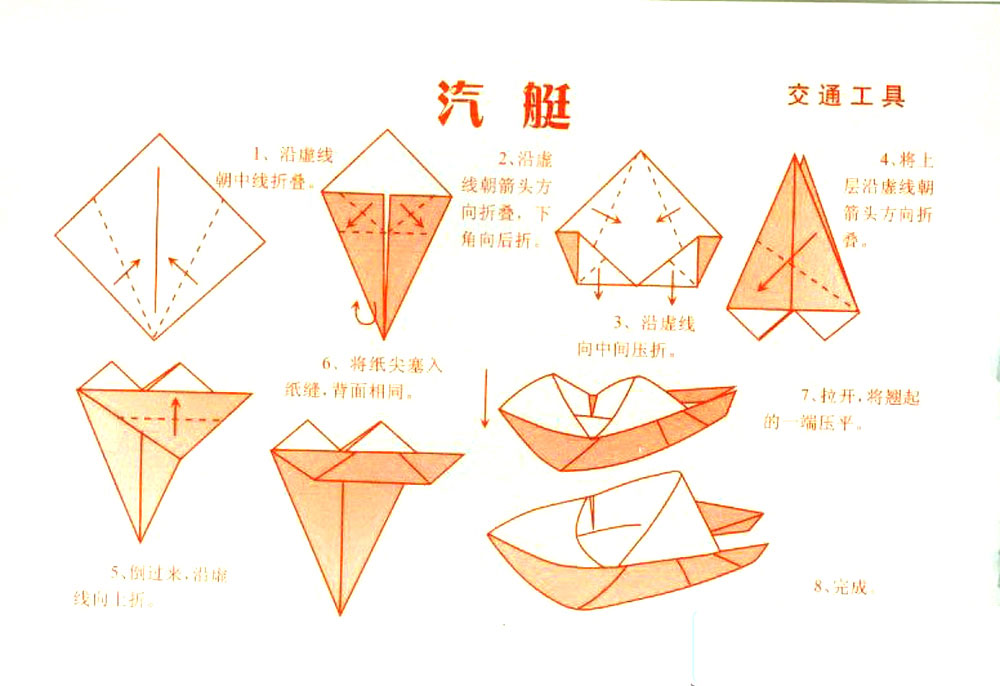 汽艇
交通工具
1、沿虚线
朝中线折叠。
2、沿虚
线朝箭头方
向折叠，下
角向后折。
3、沿虚线
向中间压折。
4、将上
层沿虚线朝
箭头方向折
叠。
5、倒过来，沿虚
线向上折。
6、将纸尖塞入
纸缝，背面相同。
7、拉开，将翘起
的一端压平。
8、完成。